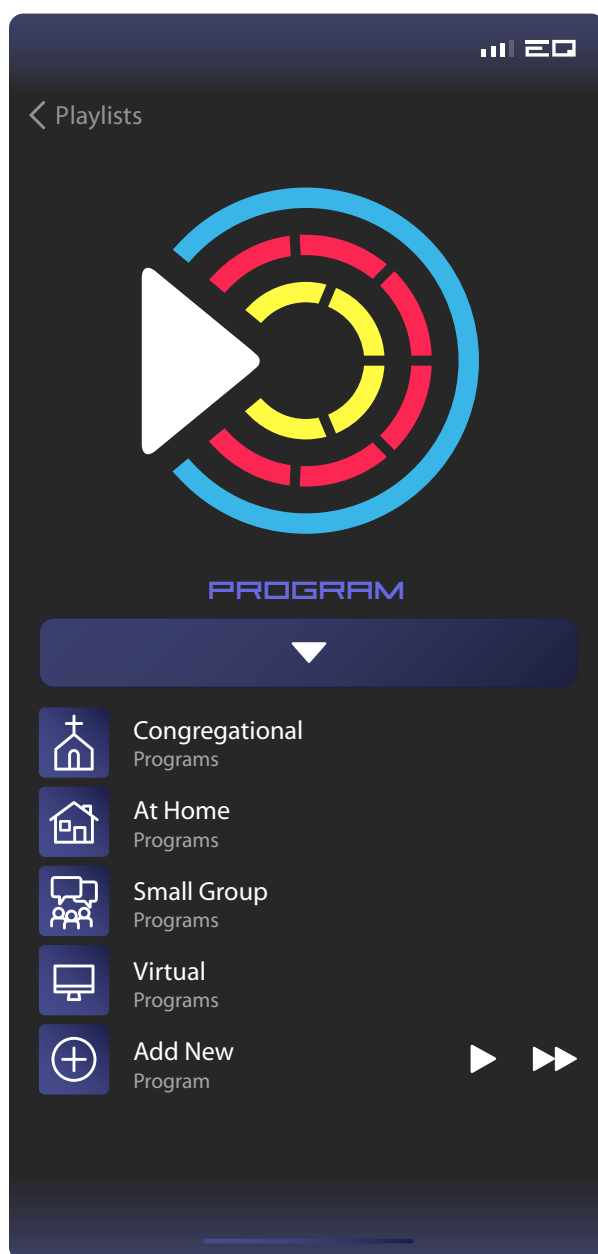 EQ
Playlists
PROGRAM
Congregational
Programs
At Home
Programs
Small Group
Programs
Virtual
Programs
Add New
Program